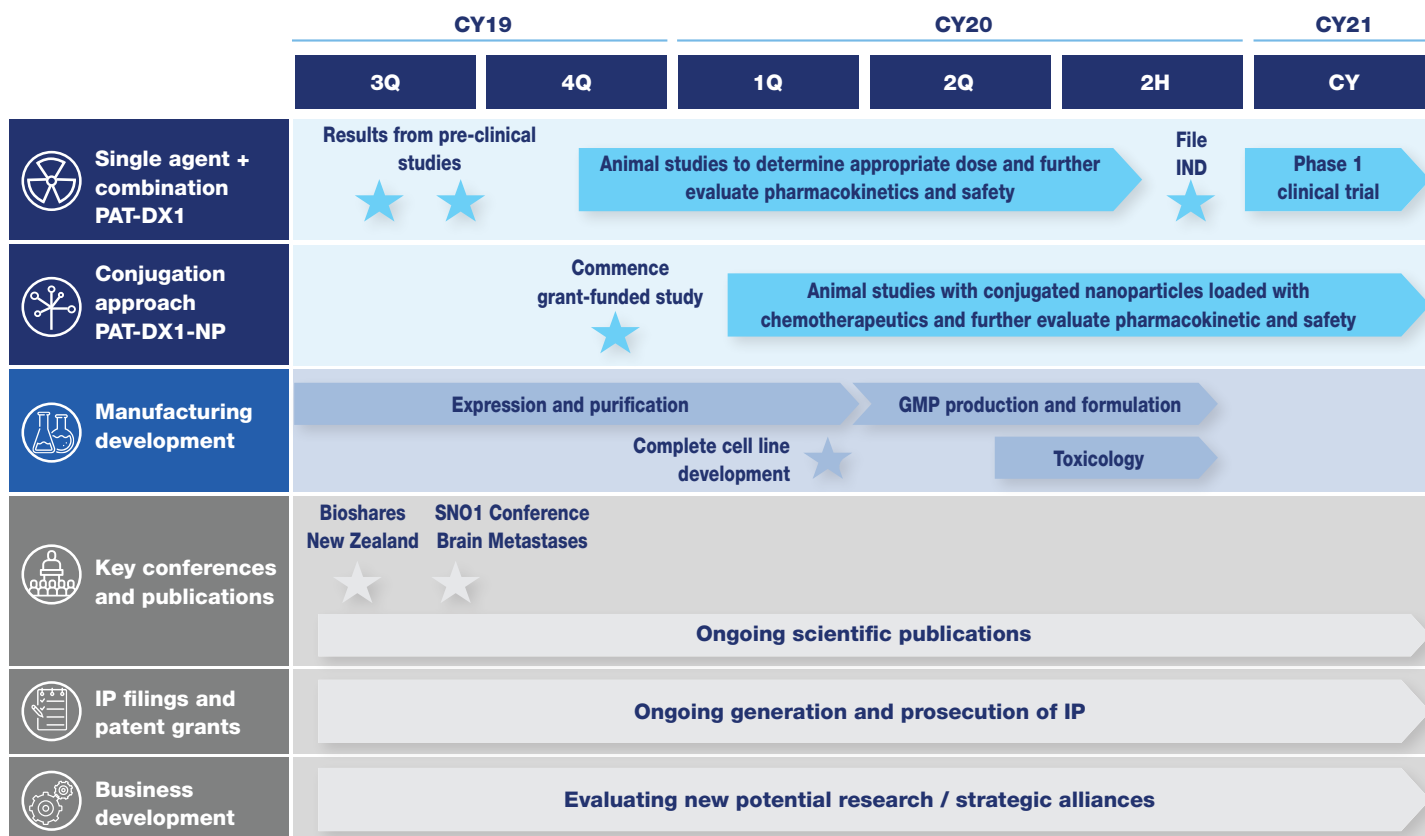 CY19
CY20
CY21
3Q
4Q
1Q
2Q
2H
CY
Single agent +
combination
PAT-DX1
Results from pre-clinical
studies
Animal studies to determine appropriate dose and further
evaluate pharmacokinetics and safety
File
IND
Phase 1
clinical trial
Conjugation
approach
PAT-DX1-NP
Commence
grant-funded study
Animal studies with conjugated nanoparticles loaded with
chemotherapeutics and further evaluate pharmacokinetic and safety
Manufacturing
development
Expression and purification
GMP production and formulation
Complete cell line
development
Toxicology
Key conferences
and publications
Bioshares
New Zealand
SNO1 Conference
Brain Metastases
Ongoing scientific publications
IP filings and
patent grants
Ongoing generation and prosecution of IP
Business
development
Evaluating new potential research / strategic alliances